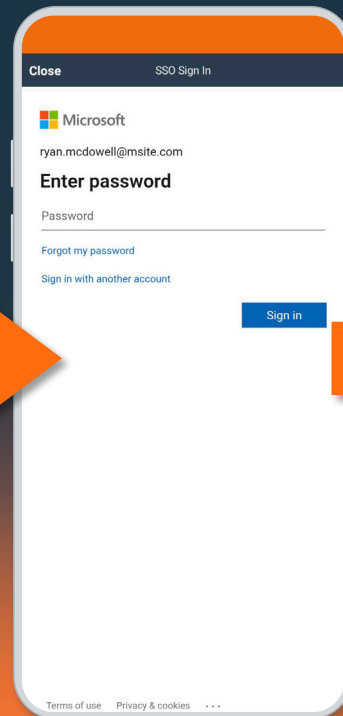 Close SSO Sign In
Microsoft
ryan.mcdowell@msite.com
Enter password
Password
Forgot my password
Sign in with another account
Sign in
Terms of use Privacy & cookies ...